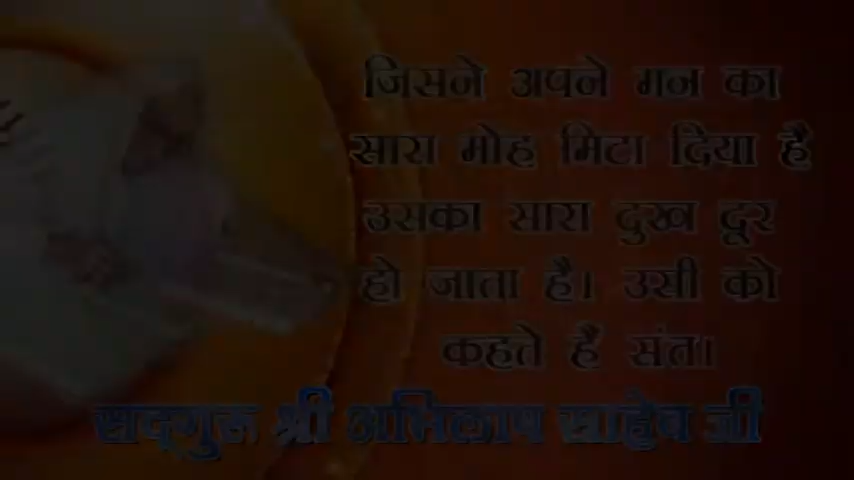 जिसने अपने मन का
सारा मोह मिटा दिया है
उसका सारा दुख दूर
हो जाता है। उसी को
कहते हैं संत।
सद्गुरु श्री अभिलाष साहेब जी